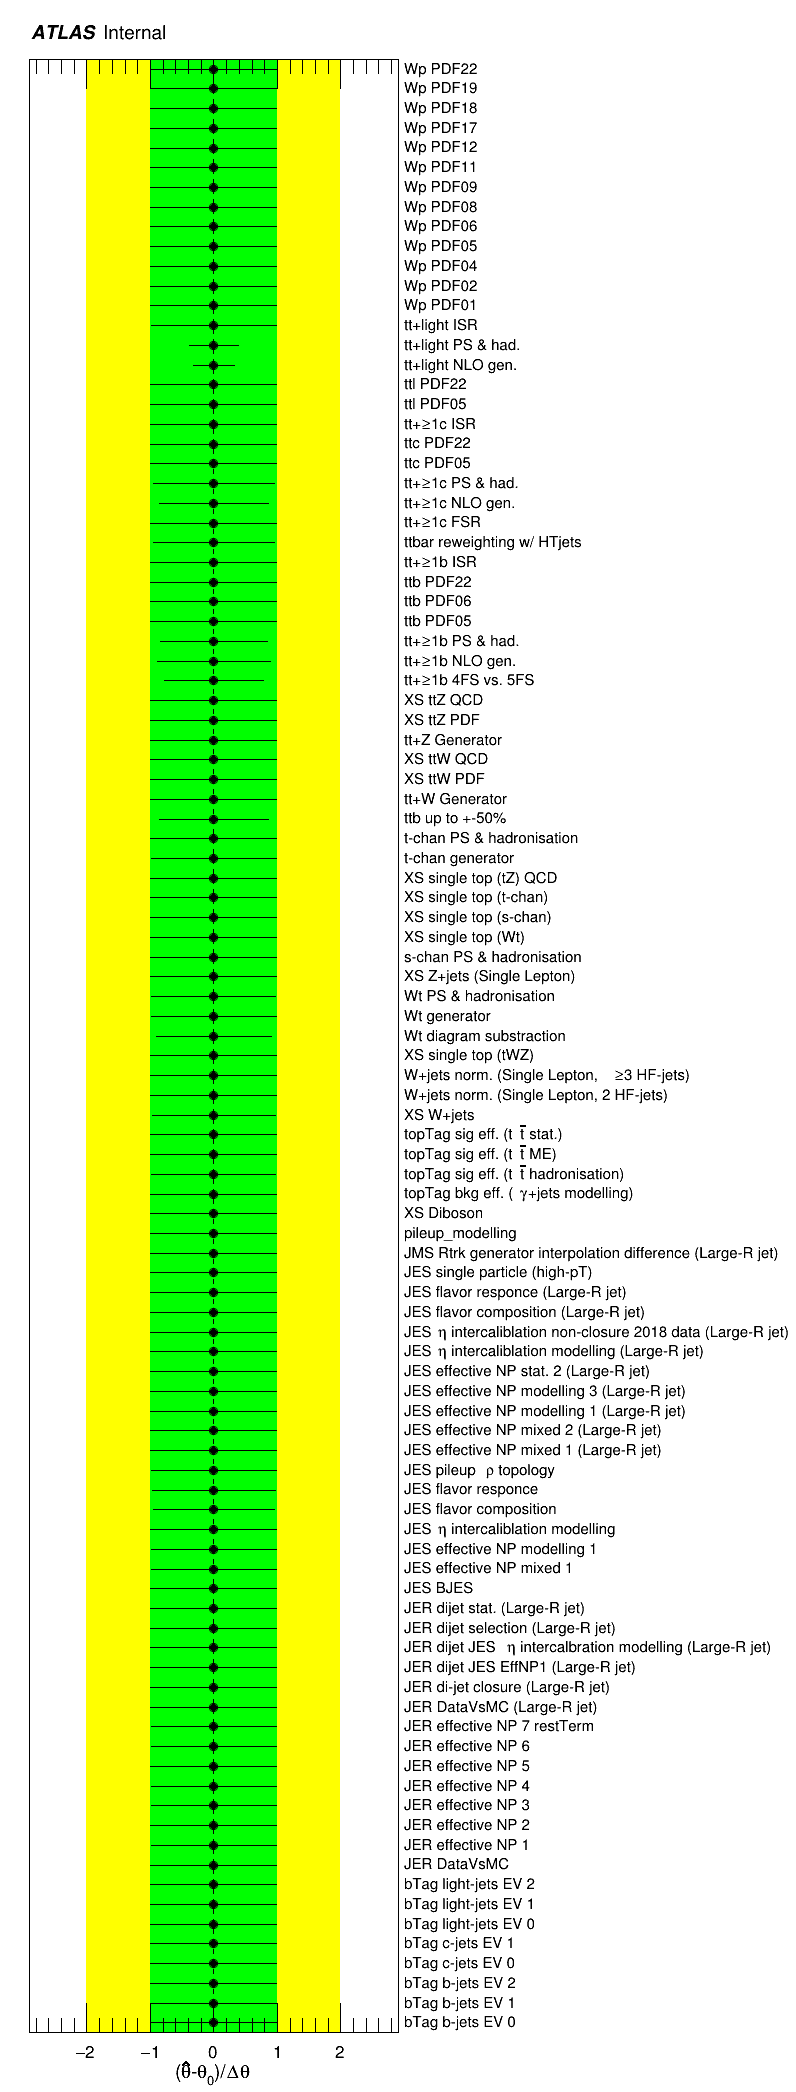 ATLAS Internal
Wp PDF22
Wp PDF19
Wp PDF18
Wp PDF17
Wp PDF12
Wp PDF11
Wp PDF09
Wp PDF08
Wp PDF06
Wp PDF05
Wp PDF04
Wp PDF02
Wp PDF01
tt+light ISR
tt+light PS & had.
tt+light NLO gen.
ttl PDF22
ttl PDF05
tt+≥1c ISR
ttc PDF22
ttc PDF05
tt+≥1c PS & had.
tt+≥1c NLO gen.
tt+≥1c FSR
ttbar reweighting w/ HTjets
tt+≥1b ISR
ttb PDF22
ttb PDF06
ttb PDF05
tt+≥1b PS & had.
tt+≥1b NLO gen.
tt+≥1b 4FS vs. 5FS
XS ttZ QCD
XS ttZ PDF
tt+Z Generator
XS ttW QCD
XS ttW PDF
tt+W Generator
ttb up to +-50%
t-chan PS & hadronisation
t-chan generator
XS single top (tZ) QCD
XS single top (t-chan)
XS single top (s-chan)
XS single top (Wt)
s-chan PS & hadronisation
XS Z+jets (Single Lepton)
Wt PS & hadronisation
Wt generator
Wt diagram substraction
XS single top (tWZ)
W+jets norm. (Single Lepton, ≥3 HF-jets)
W+jets norm. (Single Lepton, 2 HF-jets)
XS W+jets
topTag sig eff. (t t̄ stat.)
topTag sig eff. (t t̄ ME)
topTag sig eff. (t t̄ hadronisation)
topTag bkg eff. ( γ+jets modelling)
XS Diboson
pileup_modelling
JMS Rtrk generator interpolation difference (Large-R jet)
JES single particle (high-pT)
JES flavor responce (Large-R jet)
JES flavor composition (Large-R jet)
JES η intercaliblation non-closure 2018 data (Large-R jet)
JES η intercaliblation modelling (Large-R jet)
JES effective NP stat. 2 (Large-R jet)
JES effective NP modelling 3 (Large-R jet)
JES effective NP modelling 1 (Large-R jet)
JES effective NP mixed 2 (Large-R jet)
JES effective NP mixed 1 (Large-R jet)
JES pileup ρ topology
JES flavor responce
JES flavor composition
JES η intercaliblation modelling
JES effective NP modelling 1
JES effective NP mixed 1
JES BJES
JER dijet stat. (Large-R jet)
JER dijet selection (Large-R jet)
JER dijet JES η intercalbration modelling (Large-R jet)
JER dijet JES EffNP1 (Large-R jet)
JER di-jet closure (Large-R jet)
JER DataVsMC (Large-R jet)
JER effective NP 7 restTerm
JER effective NP 6
JER effective NP 5
JER effective NP 4
JER effective NP 3
JER effective NP 2
JER effective NP 1
JER DataVsMC
bTag light-jets EV 2
bTag light-jets EV 1
bTag light-jets EV 0
bTag c-jets EV 1
bTag c-jets EV 0
bTag b-jets EV 2
bTag b-jets EV 1
bTag b-jets EV 0
−2 −1 0 1 2
(θ̂-θ₀)/Δθ